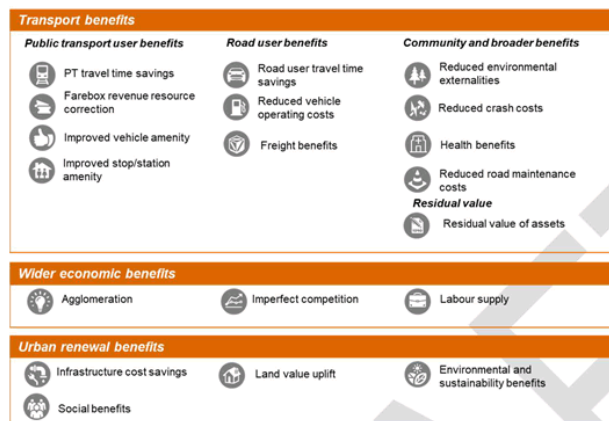 Transport benefits
Public transport user benefits
PT travel time savings
Farebox revenue resource
correction
Improved vehicle amenity
Improved stop/station
amenity
Road user benefits
Road user travel time
savings
Reduced vehicle
operating costs
Freight benefits
Community and broader benefits
Reduced environmental
externalities
Reduced crash costs
Health benefits
Reduced road maintenance
costs
Residual value
Residual value of assets
Wider economic benefits
Agglomeration
Imperfect competition
Labour supply
Urban renewal benefits
Infrastructure cost savings
Land value uplift
Environmental and
sustainability benefits
Social benefits